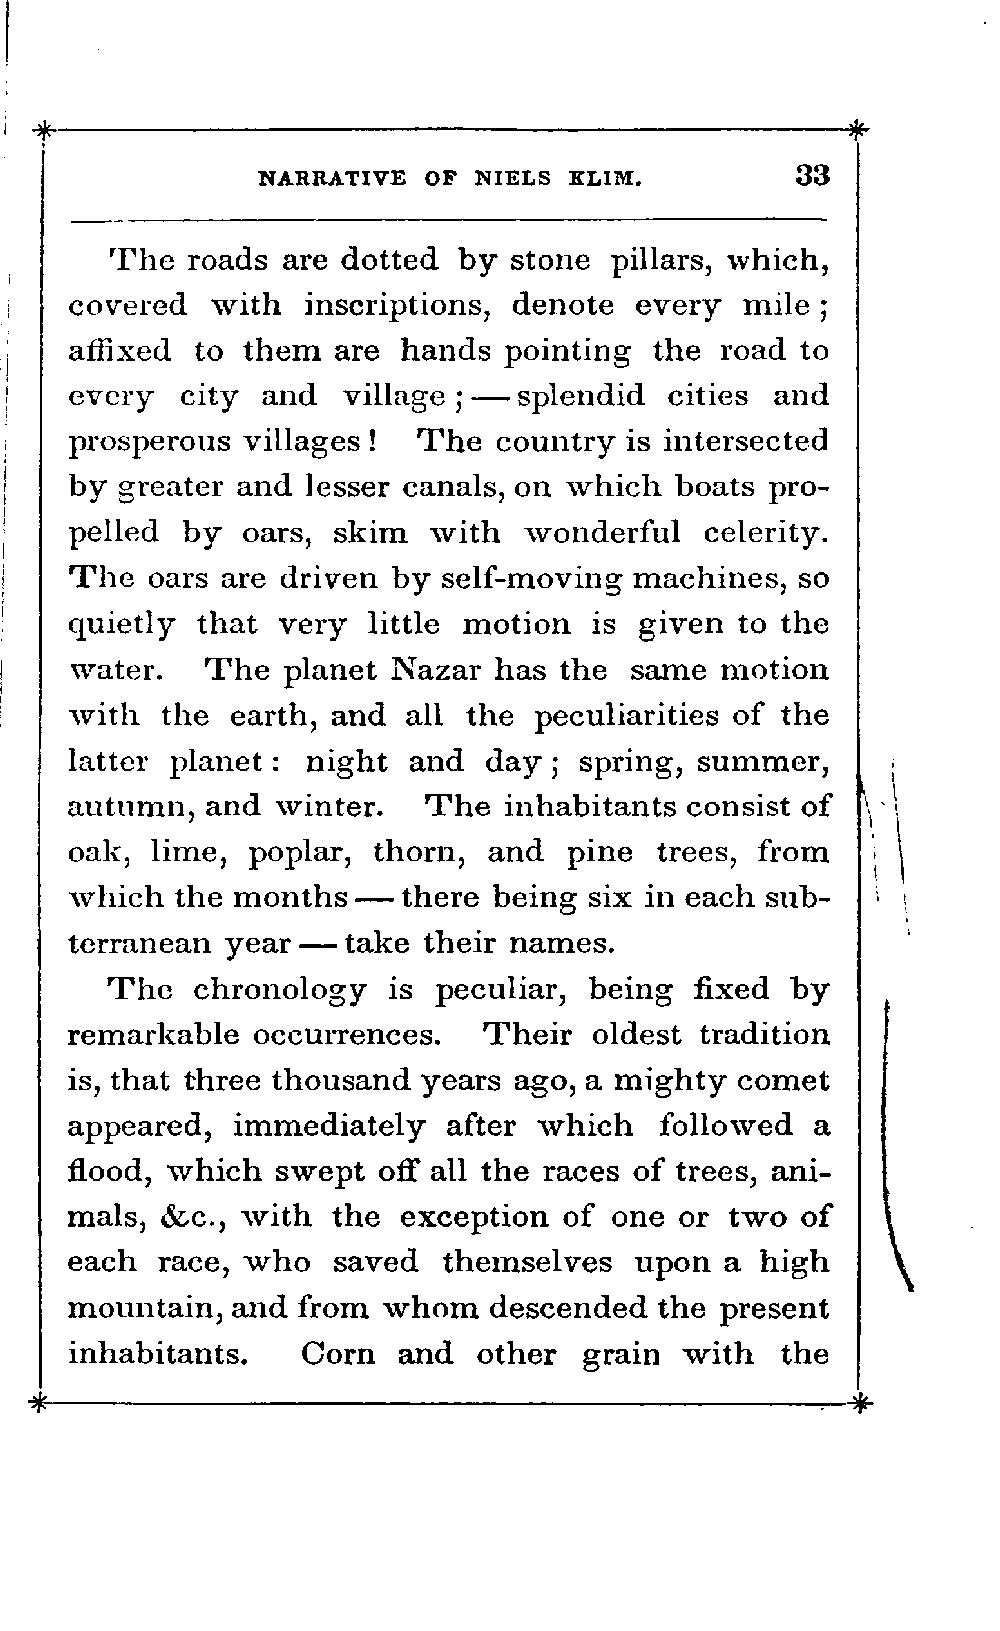 NARRATIVE OF NIELS KLIM. 33
The roads are dotted by stone pillars, which,
covered with inscriptions, denote every mile;
affixed to them are hands pointing the road to
every city and village;—splendid cities and
prosperous villages! The country is intersected
by greater and lesser canals, on which boats pro-
pelled by oars, skim with wonderful celerity.
The oars are driven by self-moving machines, so
quietly that very little motion is given to the
water. The planet Nazar has the same motion
with the earth, and all the peculiarities of the
latter planet: night and day; spring, summer,
autumn, and winter. The inhabitants consist of
oak, lime, poplar, thorn, and pine trees, from
which the months—there being six in each sub-
terranean year—take their names.
The chronology is peculiar, being fixed by
remarkable occurrences. Their oldest tradition
is, that three thousand years ago, a mighty comet
appeared, immediately after which followed a
flood, which swept off all the races of trees, ani-
mals, &c., with the exception of one or two of
each race, who saved themselves upon a high
mountain, and from whom descended the present
inhabitants. Corn and other grain with the